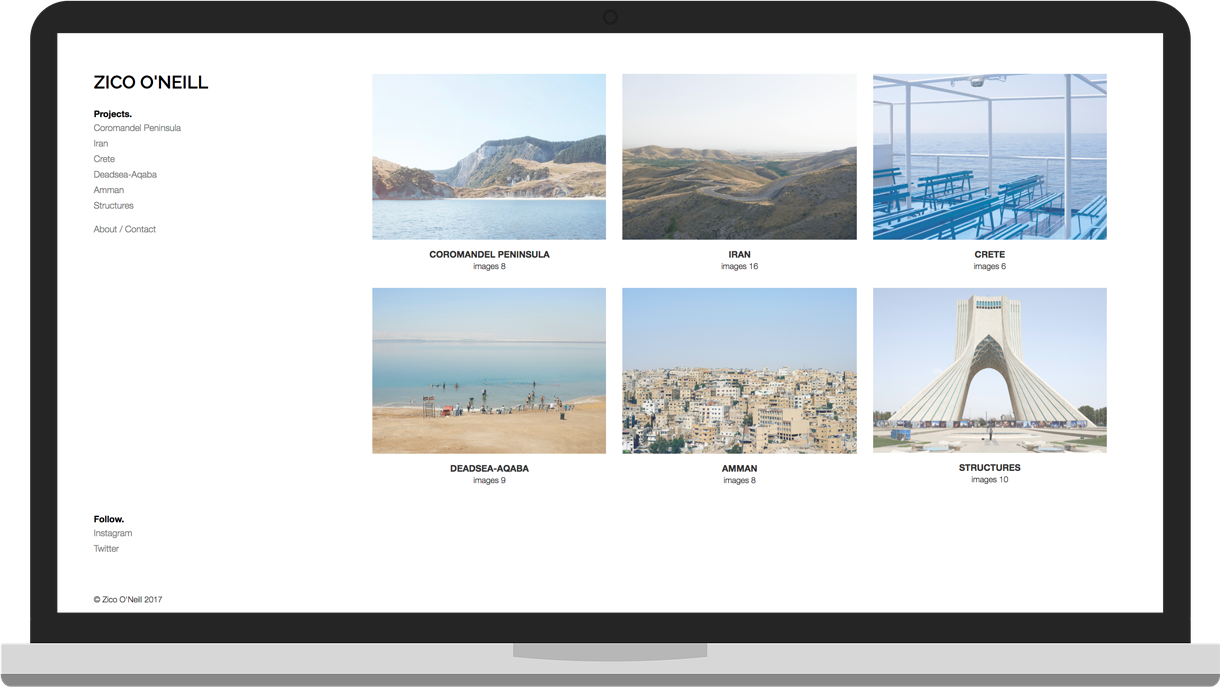 ZICO O'NEILL
Projects.
Coromandel Peninsula
Iran
Crete
Deadsea-Aqaba
Amman
Structures
About / Contact
Follow.
Instagram
Twitter
© Zico O'Neill 2017
COROMANDEL PENINSULA
images 8
IRAN
images 16
CRETE
images 6
DEADSEA-AQABA
images 9
AMMAN
images 8
STRUCTURES
images 10